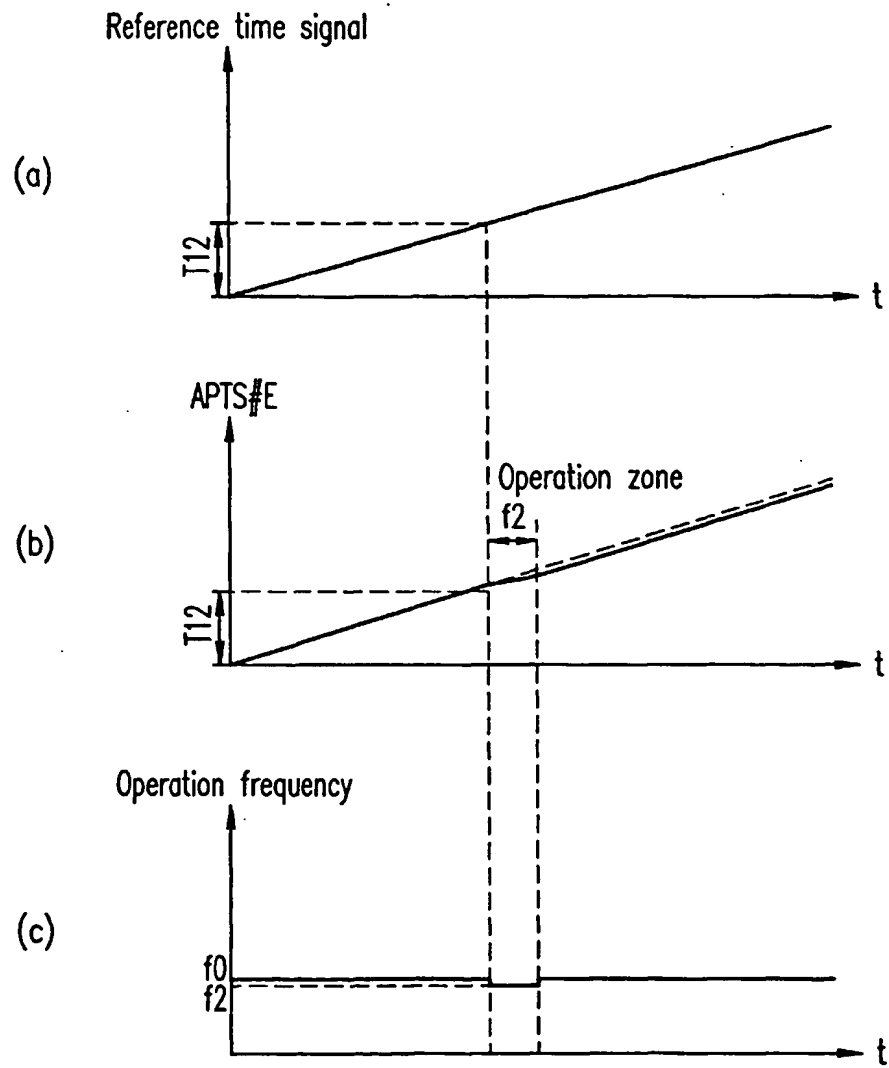 Reference time signal
(a)
T12
t
APTS#E
Operation zone
f2
(b)
T12
t
Operation frequency
(c)
f0
f2
t